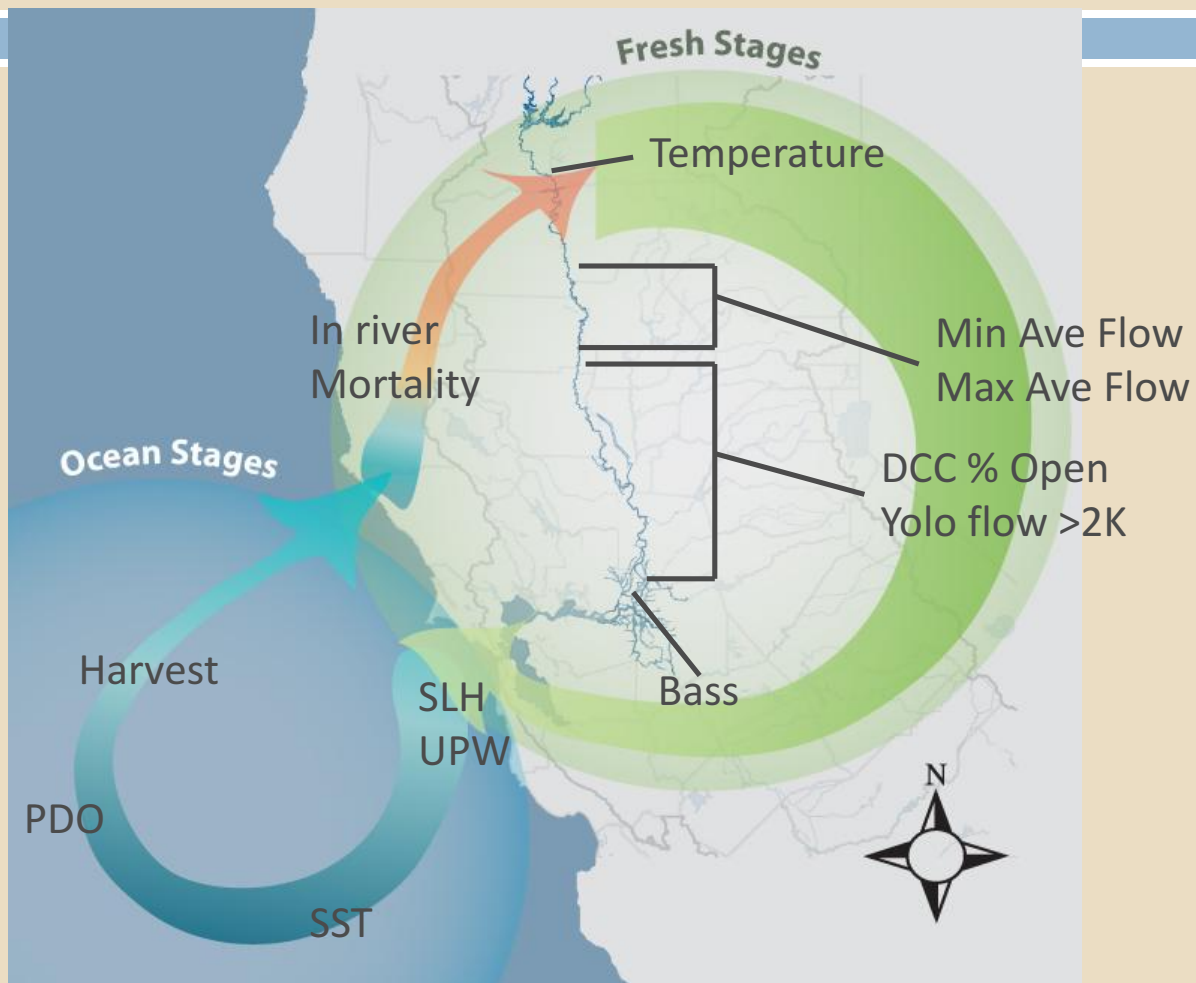 Fresh Stages
Temperature
In river
Mortality
Min Ave Flow
Max Ave Flow
Ocean Stages
DCC % Open
Yolo flow >2K
Harvest
SLH
UPW
Bass
PDO
N
SST